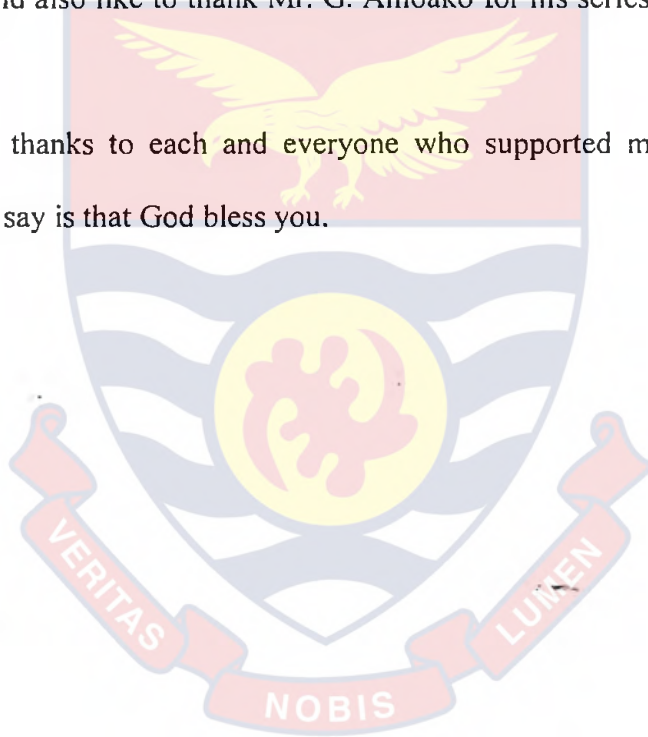 ld also like to thank Mr. G. Amoako for his series
thanks to each and everyone who supported m
say is that God bless you.
VERITAS
NOBIS
LUMEN